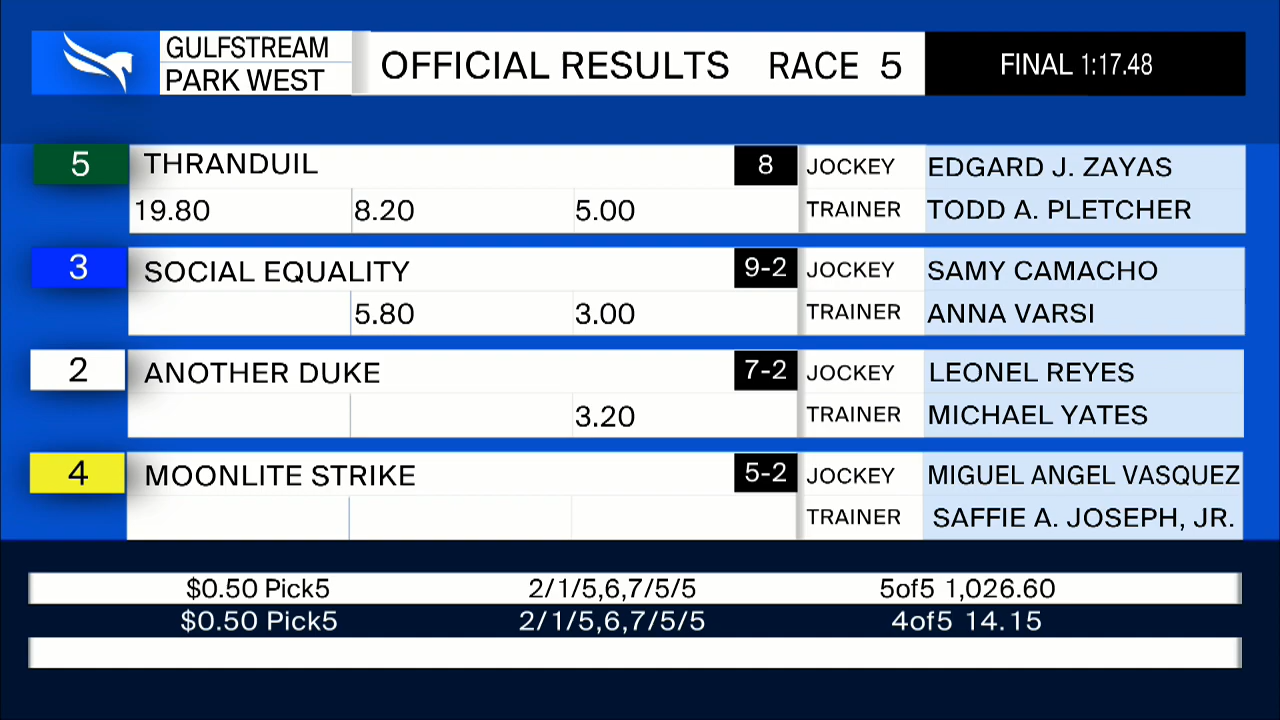 GULFSTREAM
PARK WEST
OFFICIAL RESULTS RACE 5
FINAL 1:17.48
5 THRANDUIL 8 JOCKEY EDGARD J. ZAYAS
19.80 8.20 5.00 TRAINER TODD A. PLETCHER
3 SOCIAL EQUALITY 9-2 JOCKEY SAMY CAMACHO
5.80 3.00 TRAINER ANNA VARSI
2 ANOTHER DUKE 7-2 JOCKEY LEONEL REYES
3.20 TRAINER MICHAEL YATES
4 MOONLITE STRIKE 5-2 JOCKEY MIGUEL ANGEL VASQUEZ
TRAINER SAFFIE A. JOSEPH, JR.
$0.50 Pick5 2/1/5,6,7/5/5 5of5 1,026.60
$0.50 Pick5 2/1/5,6,7/5/5 4of5 14.15